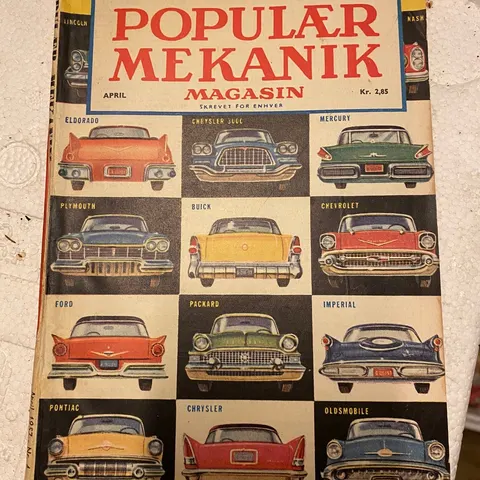 LINCOLN
NASH
POPULÆR
MEKANIK
MAGASIN
APRIL
Kr. 2,85
SKREVET FOR ENHVER
ELDORADO
CHRYSLER 300C
MERCURY
PLYMOUTH
BUICK
CHEVROLET
FORD
PACKARD
IMPERIAL
PONTIAC
CHRYSLER
OLDSMOBILE